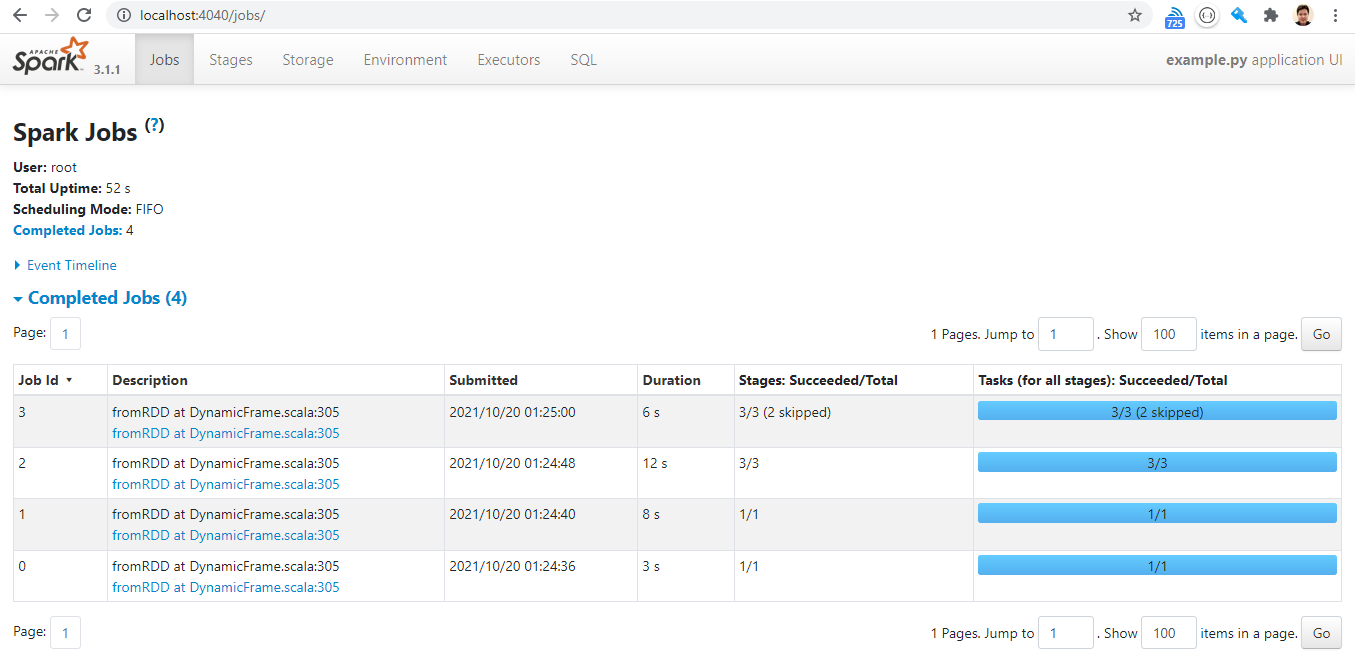 localhost:4040/jobs/
725
APACHE
Spark 3.1.1 Jobs Stages Storage Environment Executors SQL example.py application UI
Spark Jobs (?)
User: root
Total Uptime: 52 s
Scheduling Mode: FIFO
Completed Jobs: 4
Event Timeline
Completed Jobs (4)
Page: 1 1 Pages. Jump to 1 . Show 100 items in a page. Go
Job Id Description Submitted Duration Stages: Succeeded/Total Tasks (for all stages): Succeeded/Total
3 fromRDD at DynamicFrame.scala:305 2021/10/20 01:25:00 6 s 3/3 (2 skipped) 3/3 (2 skipped)
fromRDD at DynamicFrame.scala:305
2 fromRDD at DynamicFrame.scala:305 2021/10/20 01:24:48 12 s 3/3 3/3
fromRDD at DynamicFrame.scala:305
1 fromRDD at DynamicFrame.scala:305 2021/10/20 01:24:40 8 s 1/1 1/1
fromRDD at DynamicFrame.scala:305
0 fromRDD at DynamicFrame.scala:305 2021/10/20 01:24:36 3 s 1/1 1/1
fromRDD at DynamicFrame.scala:305
Page: 1 1 Pages. Jump to 1 . Show 100 items in a page. Go